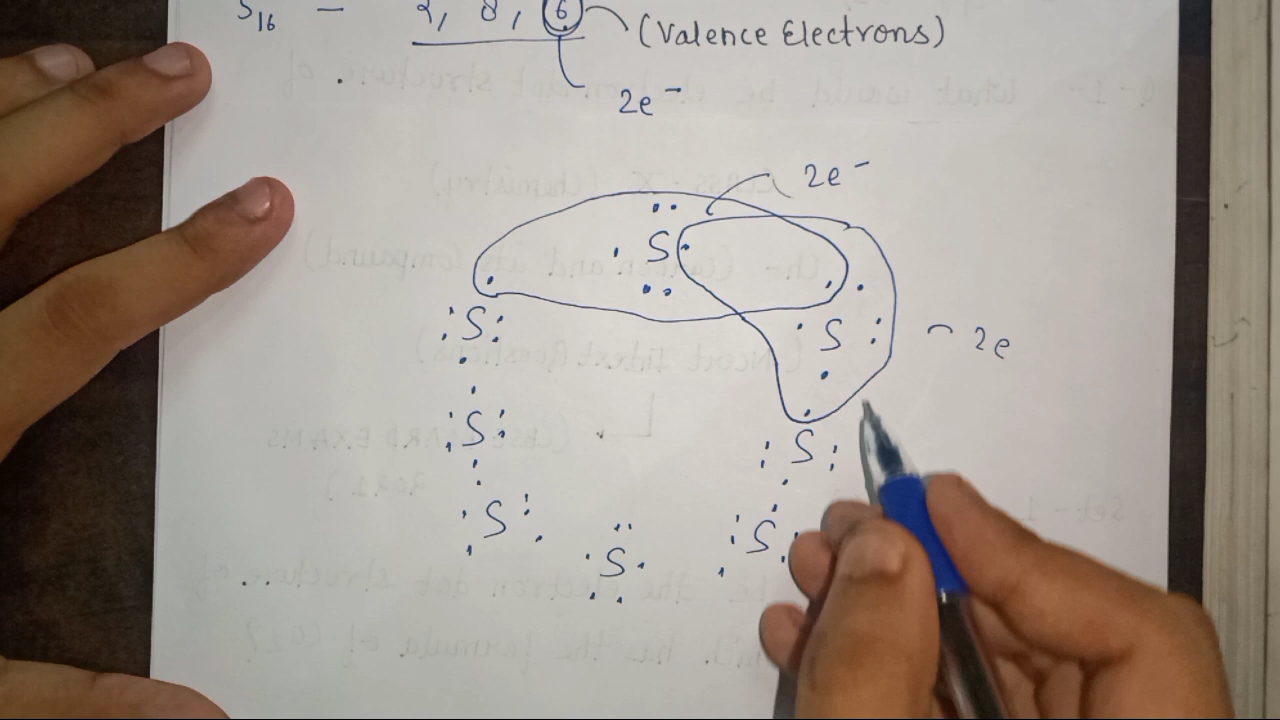 S₁₆ — 2, 8, 6 (Valence Electrons)
2e⁻
2e⁻
S
S S 2e
S S
S S
S